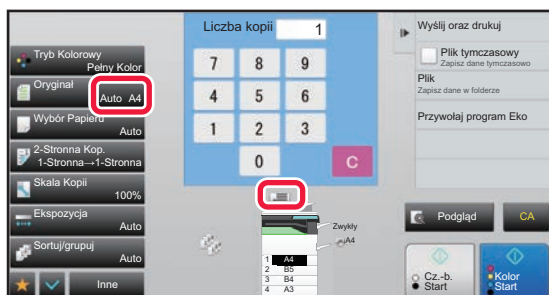 Tryb Kolorowy
Pełny Kolor
Oryginał
Auto A4
Wybór Papieru
Auto
2-Stronna Kop.
1-Stronna→1-Stronna
Skala Kopii
100%
Ekspozycja
Auto
Sortuj/grupuj
Auto
Inne
Liczba kopii 1
7 8 9
4 5 6
1 2 3
0 C
Zwykły
A4
1 A4
2 B5
3 B4
4 A3
Wyślij oraz drukuj
Plik tymczasowy
Zapisz dane tymczasowo
Plik
Zapisz dane w folderze
Przywołaj program Eko
Podgląd CA
Cz.-b.
Start
Kolor
Start